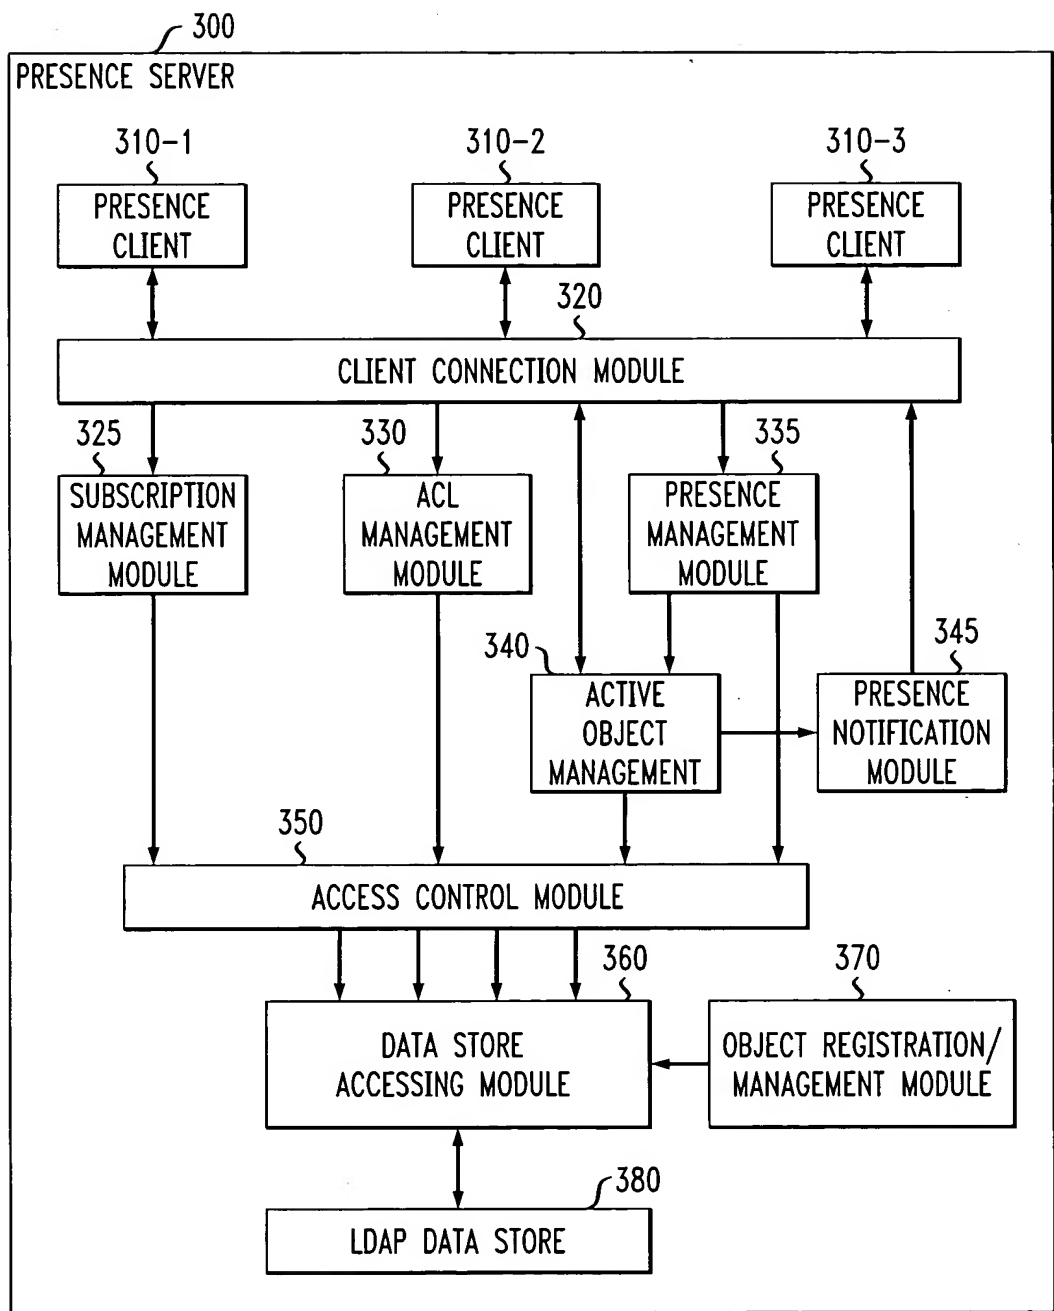 300
PRESENCE SERVER
310-1
310-2
310-3
PRESENCE
CLIENT
PRESENCE
CLIENT
PRESENCE
CLIENT
320
CLIENT CONNECTION MODULE
325
330
335
SUBSCRIPTION
MANAGEMENT
MODULE
ACL
MANAGEMENT
MODULE
PRESENCE
MANAGEMENT
MODULE
340
345
ACTIVE
OBJECT
MANAGEMENT
PRESENCE
NOTIFICATION
MODULE
350
ACCESS CONTROL MODULE
360
370
DATA STORE
ACCESSING MODULE
OBJECT REGISTRATION/
MANAGEMENT MODULE
380
LDAP DATA STORE